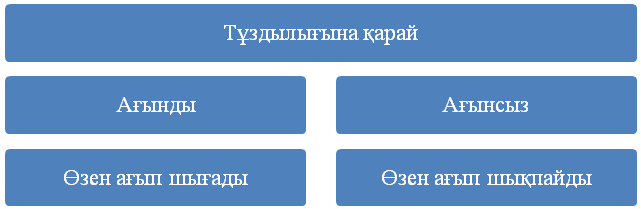 Тұздылығына қарай
Ағынды
Ағынсыз
Өзен ағып шығады
Өзен ағып шықпайды